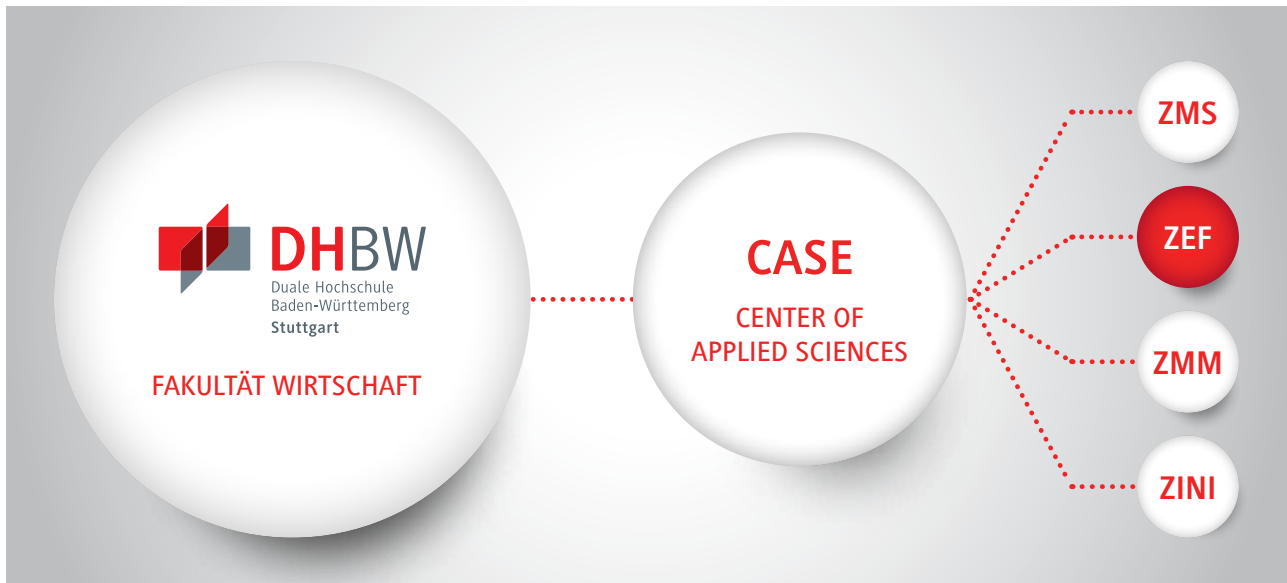 DHBW
Duale Hochschule
Baden-Württemberg
Stuttgart
FAKULTÄT WIRTSCHAFT
CASE
CENTER OF
APPLIED SCIENCES
ZMS
ZEF
ZMM
ZINI